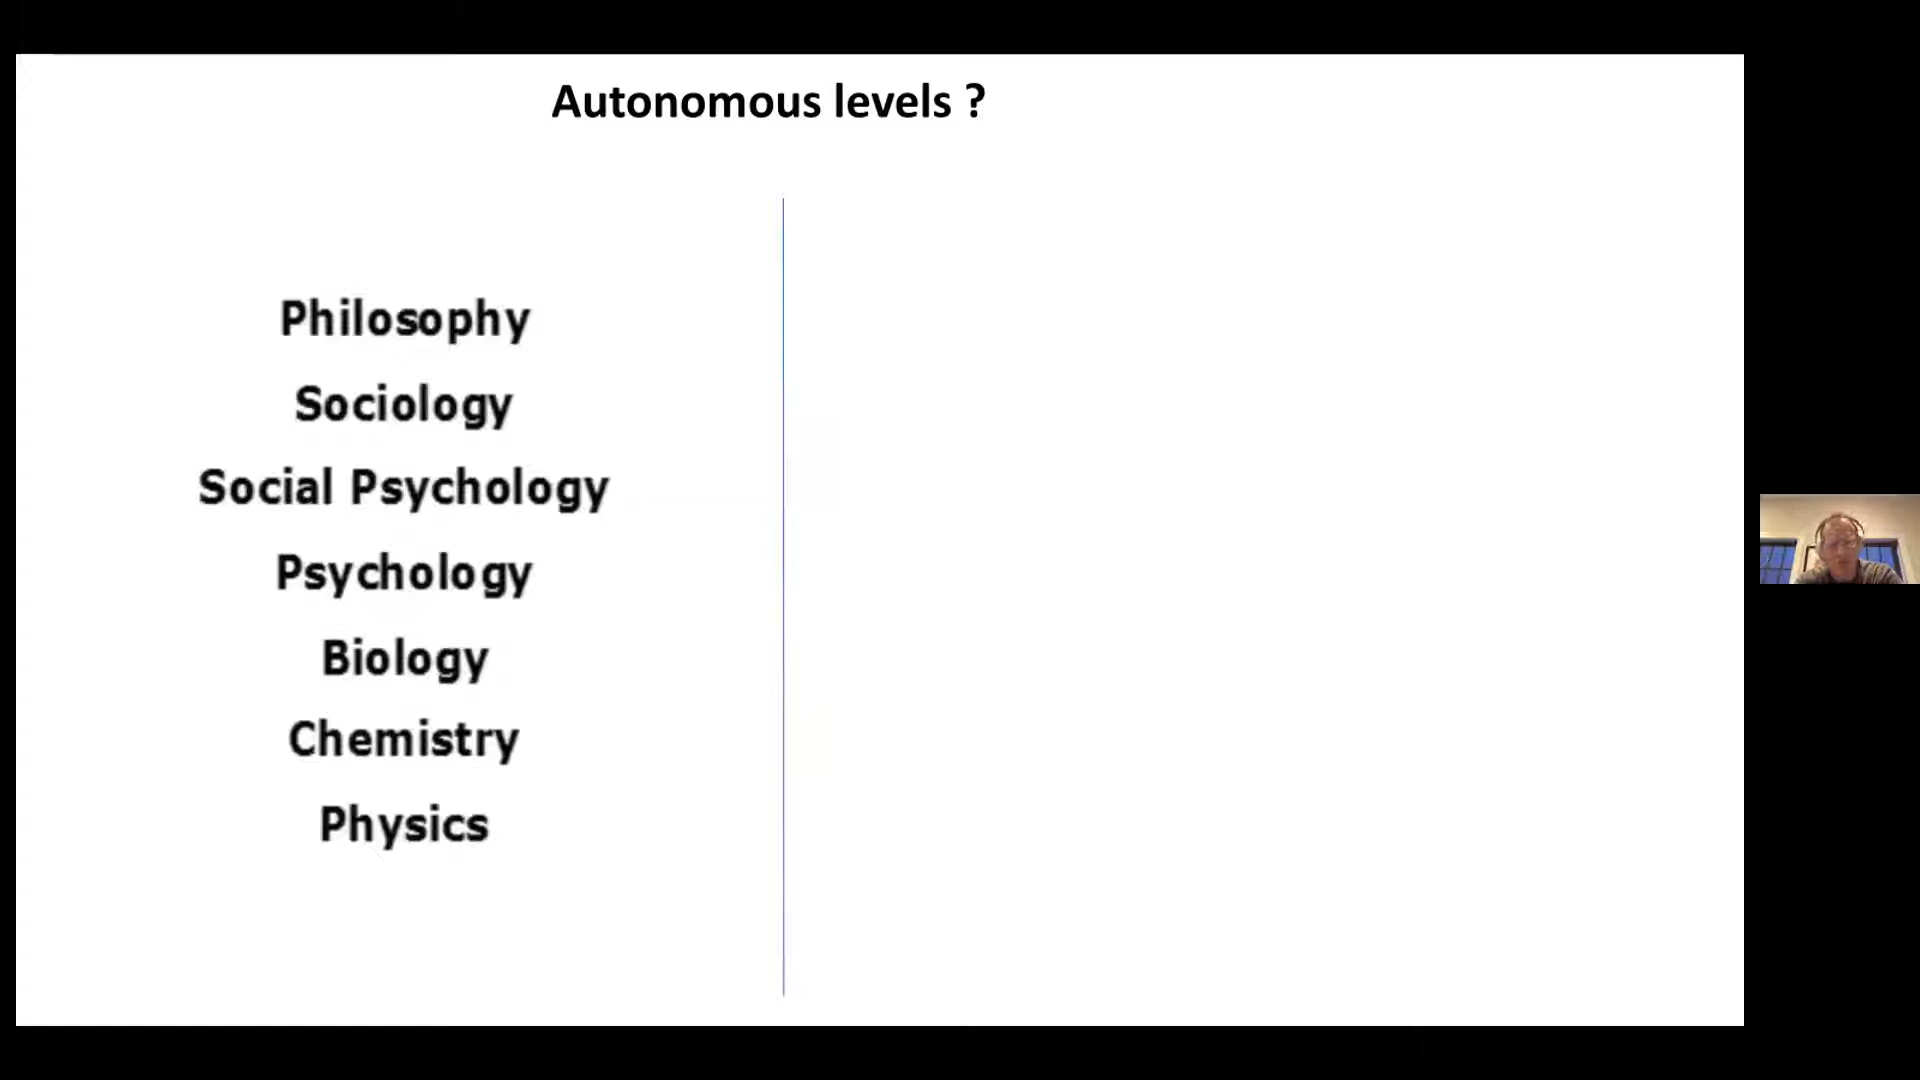 Autonomous levels ?
Philosophy
Sociology
Social Psychology
Psychology
Biology
Chemistry
Physics